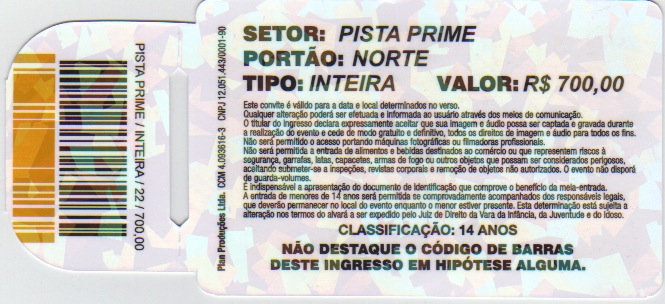 PISTA PRIME / INTEIRA / 22 / 700,00
Plan Produções Ltda. CCM 4.093616-3 CNPJ 12.051.443/0001-90
SETOR: PISTA PRIME
PORTÃO: NORTE
TIPO: INTEIRA VALOR: R$ 700,00
Este convite é válido para a data e local determinados no verso.
Qualquer alteração poderá ser efetuada e informada ao usuário através dos meios de comunicação.
O titular do ingresso declara expressamente aceitar que sua imagem e áudio possa ser captada e gravada durante
a realização do evento e cede de modo gratuito e definitivo, todos os direitos de imagem e áudio para todos os fins.
Não será permitido o acesso portando máquinas fotográficas ou filmadoras profissionais.
Não será permitida a entrada de alimentos e bebidas destinados ao comércio ou que representem riscos à
segurança, garrafas, latas, capacetes, armas de fogo ou outros objetos que possam ser considerados perigosos,
aceitando submeter-se a inspeções, revistas corporais e remoção de objetos não autorizados. O evento não disporá
de guarda-volumes.
É indispensável a apresentação do documento de identificação que comprove o benefício da meia-entrada.
A entrada de menores de 14 anos será permitida se comprovadamente acompanhados dos responsáveis legais,
que deverão permanecer no local do evento enquanto o menor estiver presente. Esta determinação está sujeita a
alteração nos termos do alvará a ser expedido pelo Juiz de Direito da Vara da Infância, da Juventude e do Idoso.
CLASSIFICAÇÃO: 14 ANOS
NÃO DESTAQUE O CÓDIGO DE BARRAS
DESTE INGRESSO EM HIPÓTESE ALGUMA.